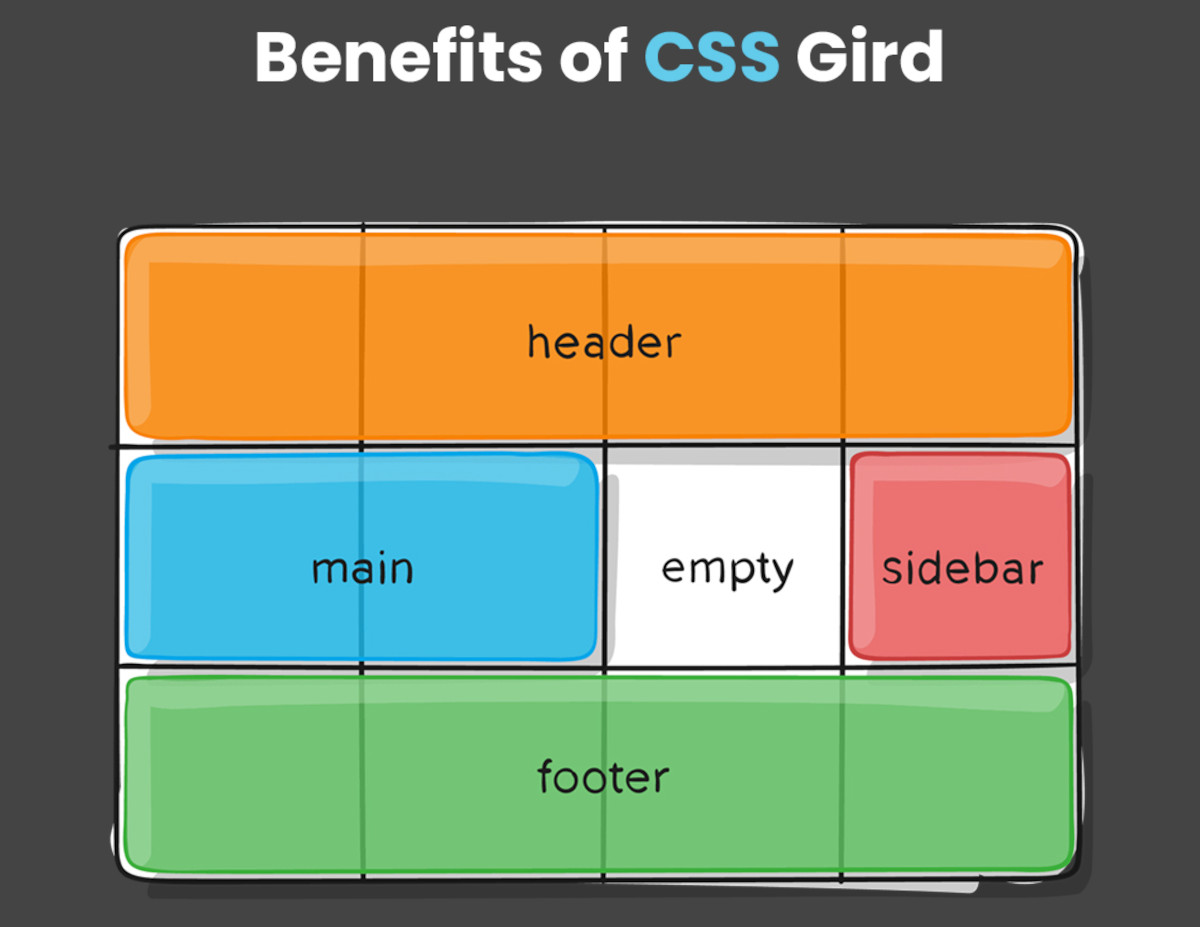 Benefits of CSS Gird
header
main empty sidebar
footer